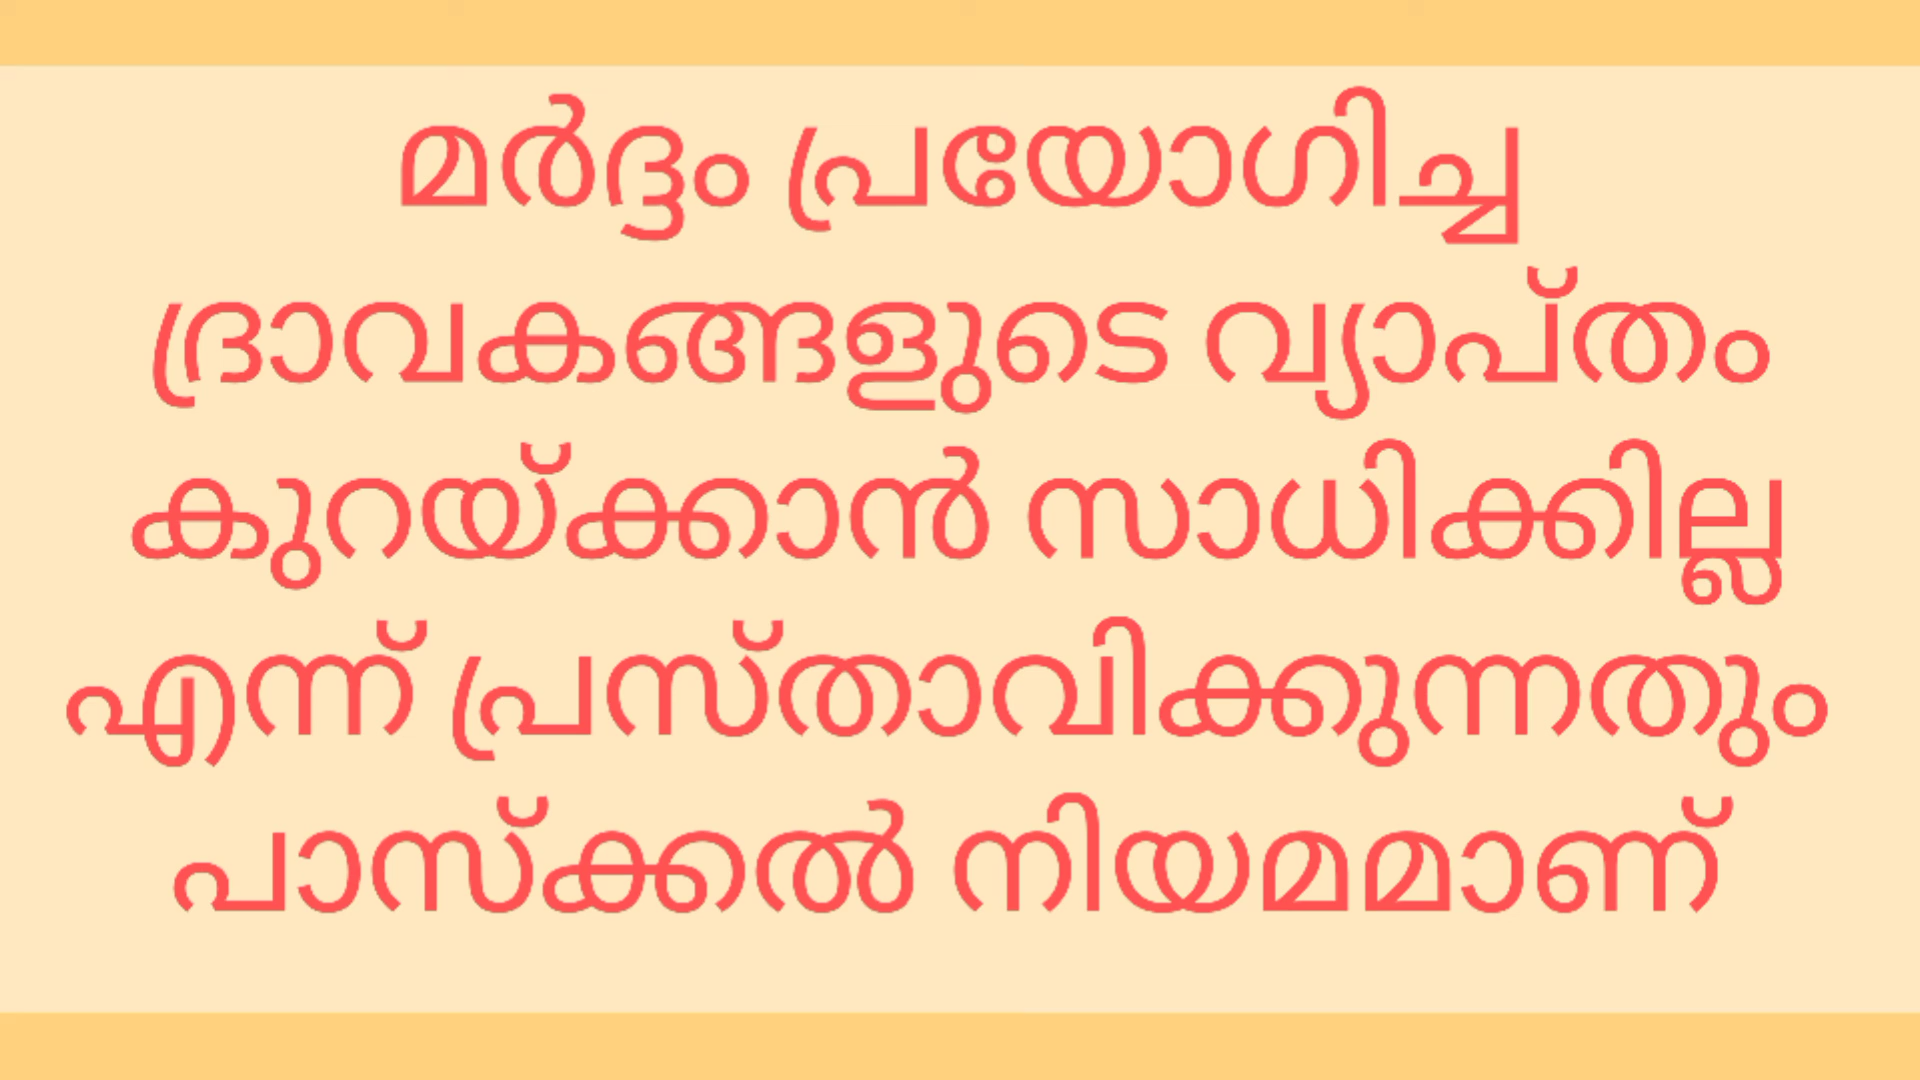 മർദ്ദം പ്രയോഗിച്ച
ദ്രാവകങ്ങളുടെ വ്യാപ്തം
കുറയ്ക്കാൻ സാധിക്കില്ല
എന്ന് പ്രസ്താവിക്കുന്നതും
പാസ്ക്കൽ നിയമമാണ്